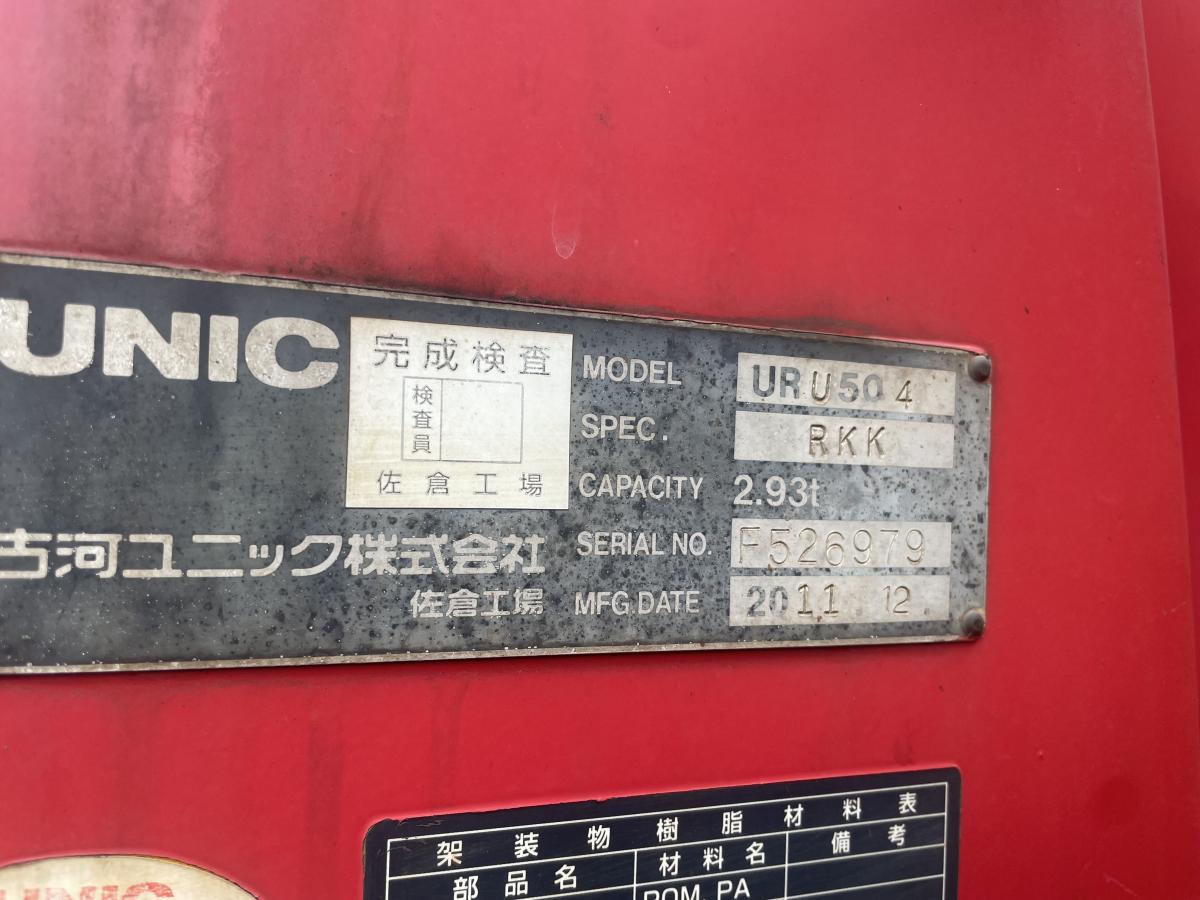 UNIC
完成検査
検査員
佐倉工場
古河ユニック株式会社
佐倉工場
MODEL URU504
SPEC. RKK
CAPACITY 2.93t
SERIAL NO. F526979
MFG.DATE 2011.12.
架装物樹脂材料表
部品名 材料名 備考
POM, PA